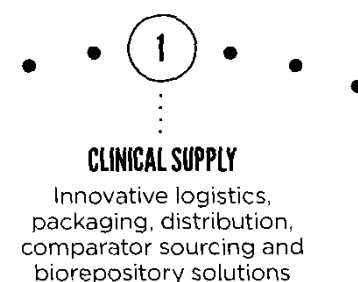 1
CLINICAL SUPPLY
Innovative logistics,
packaging, distribution,
comparator sourcing and
biorepository solutions